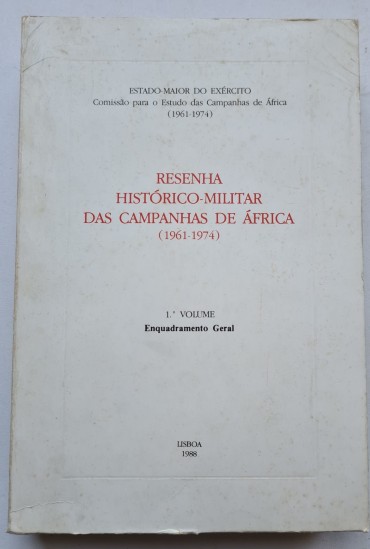 ESTADO-MAIOR DO EXÉRCITO
Comissão para o Estudo das Campanhas de África
(1961-1974)
RESENHA
HISTÓRICO-MILITAR
DAS CAMPANHAS DE ÁFRICA
(1961-1974)
1.º VOLUME
Enquadramento Geral
LISBOA
1988